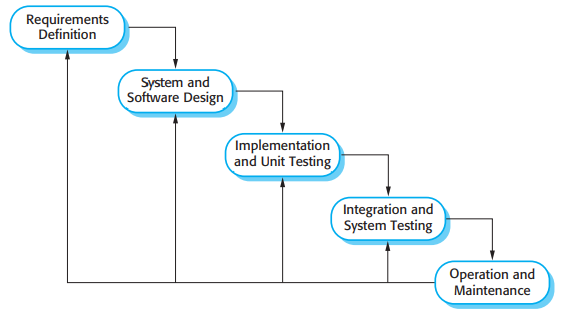 Requirements
Definition
System and
Software Design
Implementation
and Unit Testing
Integration and
System Testing
Operation and
Maintenance